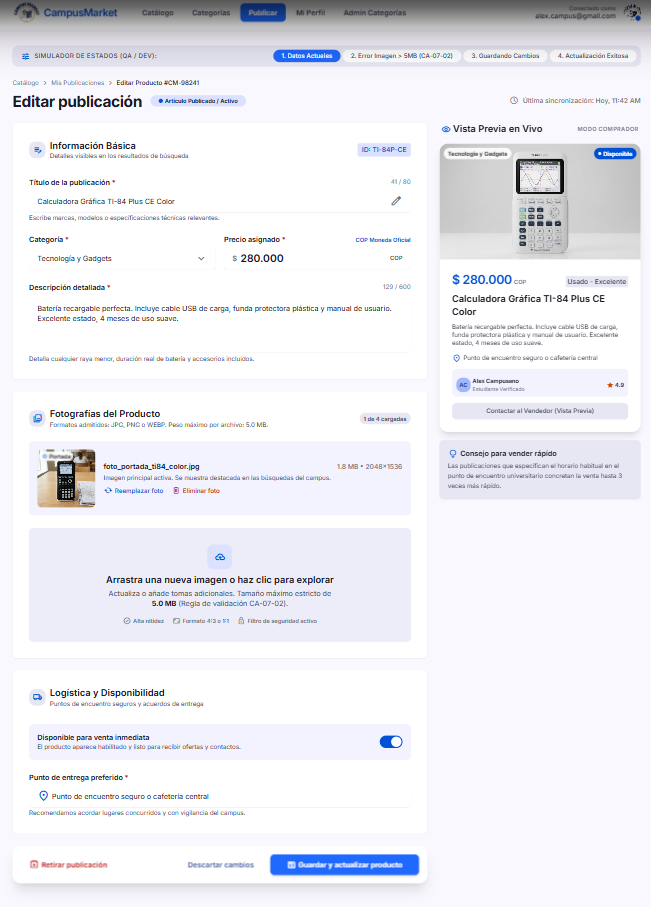 CampusMarket
Catálogo
Categorías
Publicar
Mi Perfil
Admin Categorías
Conectado como
alex.campus@gmail.com
SIMULADOR DE ESTADOS (QA / DEV):
1. Datos Actuales
2. Error Imagen > 5MB (CA-07-02)
3. Guardando Cambios
4. Actualización Exitosa
Catálogo > Mis Publicaciones > Editar Producto #CM-98241
Editar publicación
Artículo Publicado / Activo
Última sincronización: Hoy, 11:42 AM
Información Básica
Detalles visibles en los resultados de búsqueda
ID: TI-84P-CE
Título de la publicación *
41 / 80
Calculadora Gráfica TI-84 Plus CE Color
Escribe marcas, modelos o especificaciones técnicas relevantes.
Categoría *
Precio asignado *
COP Moneda Oficial
Tecnología y Gadgets
$ 280.000
COP
Descripción detallada *
129 / 600
Batería recargable perfecta. Incluye cable USB de carga, funda protectora plástica y manual de usuario.
Excelente estado, 4 meses de uso suave.
Detalla cualquier raya menor, duración real de batería y accesorios incluidos.
Fotografías del Producto
Formatos admitidos: JPG, PNG o WEBP. Peso máximo por archivo: 5.0 MB.
1 de 4 cargadas
Portada
foto_portada_ti84_color.jpg
1.8 MB • 2048×1536
Imagen principal activa. Se muestra destacada en las búsquedas del campus.
Reemplazar foto
Eliminar foto
Arrastra una nueva imagen o haz clic para explorar
Actualiza o añade tomas adicionales. Tamaño máximo estricto de
5.0 MB (Regla de validación CA-07-02).
Alta nitidez
Formato 4:3 o 1:1
Filtro de seguridad activo
Logística y Disponibilidad
Puntos de encuentro seguros y acuerdos de entrega
Disponible para venta inmediata
El producto aparece habilitado y listo para recibir ofertas y contactos.
Punto de entrega preferido *
Punto de encuentro seguro o cafetería central
Recomendamos acordar lugares concurridos y con vigilancia del campus.
Retirar publicación
Descartar cambios
Guardar y actualizar producto
Vista Previa en Vivo
MODO COMPRADOR
Tecnología y Gadgets
Disponible
$ 280.000 COP
Usado - Excelente
Calculadora Gráfica TI-84 Plus CE
Color
Batería recargable perfecta. Incluye cable USB de carga,
funda protectora plástica y manual de usuario. Excelente
estado, 4 meses de uso suave.
Punto de encuentro seguro o cafetería central
AC
Alex Campusano
Estudiante Verificado
★ 4.9
Contactar al Vendedor (Vista Previa)
Consejo para vender rápido
Las publicaciones que especifican el horario habitual en el
punto de encuentro universitario concretan la venta hasta 3
veces más rápido.